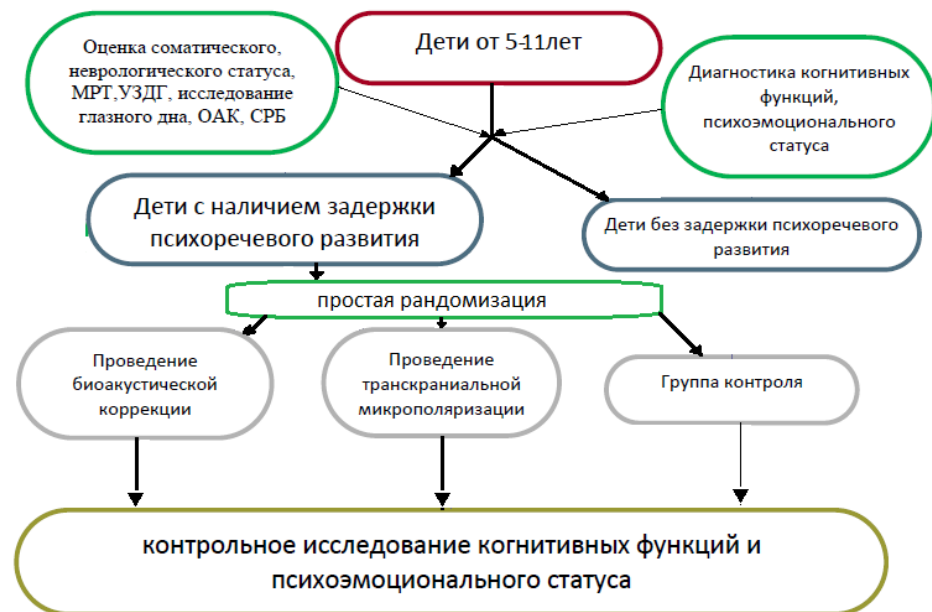 Оценка соматического,
неврологического статуса,
МРТ,УЗДГ, исследование
глазного дна, ОАК, СРБ
Дети от 5-11лет
Диагностика когнитивных
функций,
психоэмоционального
статуса
Дети с наличием задержки
психоречевого развития
Дети без задержки психоречевого
развития
простая рандомизация
Проведение
биоакустической
коррекции
Проведение
транскраниальной
микрополяризации
Группа контроля
контрольное исследование когнитивных функций и
психоэмоционального статуса